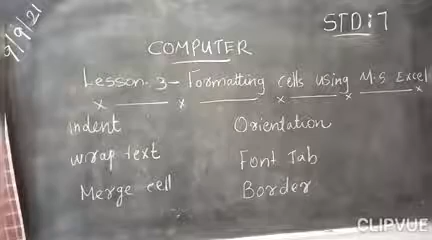 9/9/21
STD:7
COMPUTER
Lesson. 3 - Formatting cells using M.S Excel
indent
Orientation
wrap text
Font Tab
Merge cell
Border
CLIPVUE